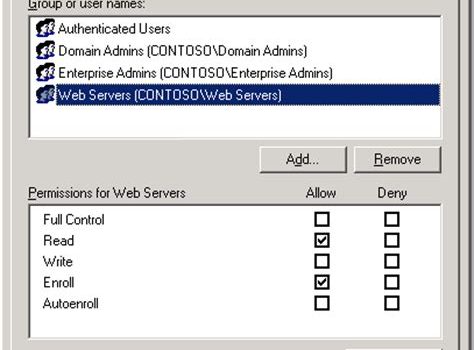 Group or user names:
Authenticated Users
Domain Admins (CONTOSO\Domain Admins)
Enterprise Admins (CONTOSO\Enterprise Admins)
Web Servers (CONTOSO\Web Servers)
Add... Remove
Permissions for Web Servers Allow Deny
Full Control
Read
Write
Enroll
Autoenroll